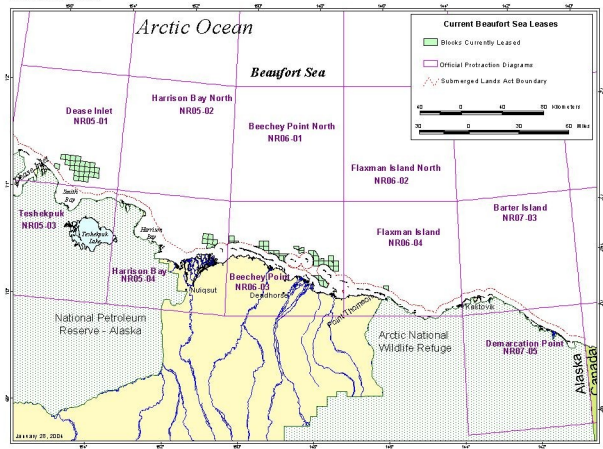 Arctic Ocean
Beaufort Sea
Current Beaufort Sea Leases
Blocks Currently Leased
Official Protraction Diagrams
Submerged Lands Act Boundary
Kilometers
Miles
Dease Inlet
NR05-01
Harrison Bay North
NR05-02
Beechey Point North
NR06-01
Flaxman Island North
NR06-02
Barter Island
NR07-03
Smith
Bay
Teshekpuk
NR05-03
Teshekpuk
Lake
Harrison
Bay
Flaxman Island
NR06-04
Harrison Bay
NR05-04
Beechey Point
NR06-03
Nuiqsut
Deadhorse
Point Thomson
Kaktovik
National Petroleum
Reserve - Alaska
Arctic National
Wildlife Refuge
Demarcation Point
NR07-05
Alaska
Canada